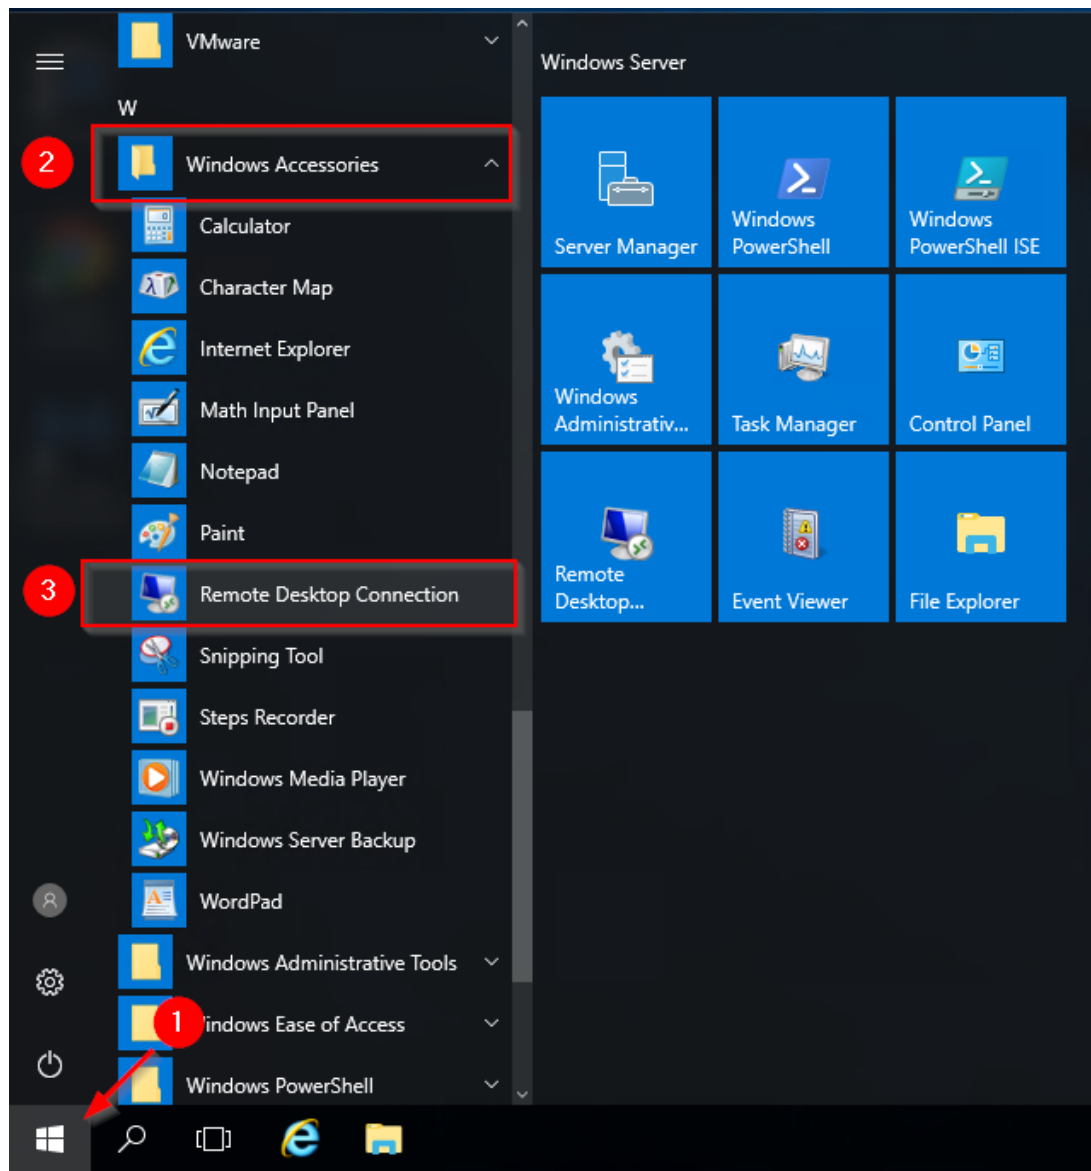 VMware
W
2
Windows Accessories
Calculator
Character Map
Internet Explorer
Math Input Panel
Notepad
Paint
3
Remote Desktop Connection
Snipping Tool
Steps Recorder
Windows Media Player
Windows Server Backup
WordPad
Windows Administrative Tools
1
indows Ease of Access
Windows PowerShell
Windows Server
Server Manager
Windows
PowerShell
Windows
PowerShell ISE
Windows
Administrativ...
Task Manager
Control Panel
Remote
Desktop...
Event Viewer
File Explorer